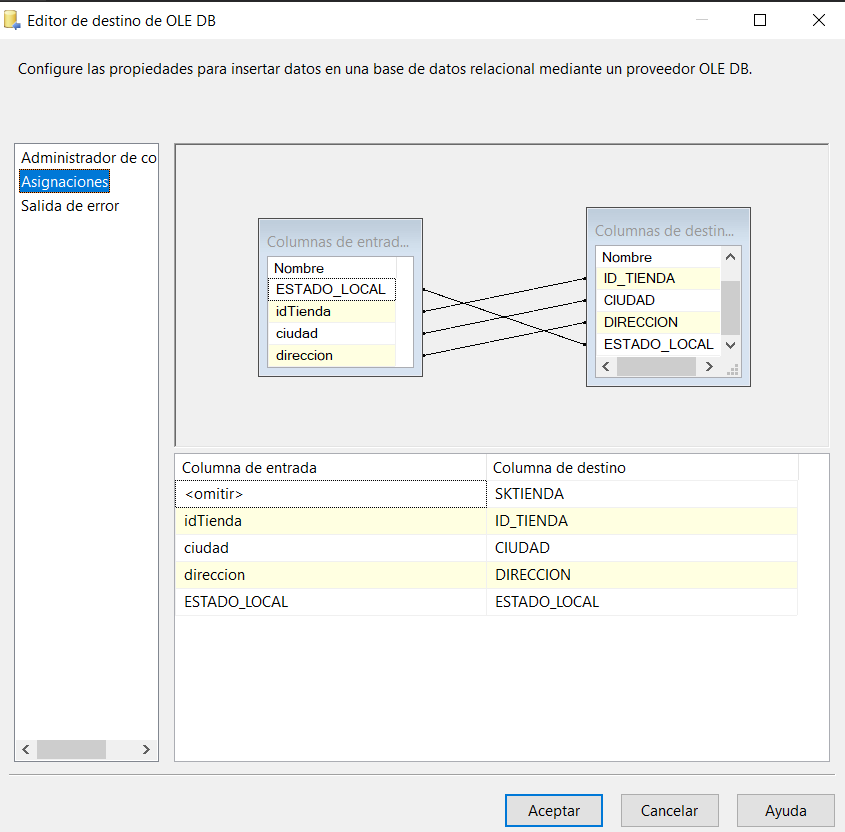 Editor de destino de OLE DB
Configure las propiedades para insertar datos en una base de datos relacional mediante un proveedor OLE DB.
Administrador de co
Asignaciones
Salida de error
Columnas de entrad...
Nombre
ESTADO_LOCAL
idTienda
ciudad
direccion
Columnas de destin...
Nombre
ID_TIENDA
CIUDAD
DIRECCION
ESTADO_LOCAL
Columna de entrada Columna de destino
<omitir> SKTIENDA
idTienda ID_TIENDA
ciudad CIUDAD
direccion DIRECCION
ESTADO_LOCAL ESTADO_LOCAL
Aceptar Cancelar Ayuda